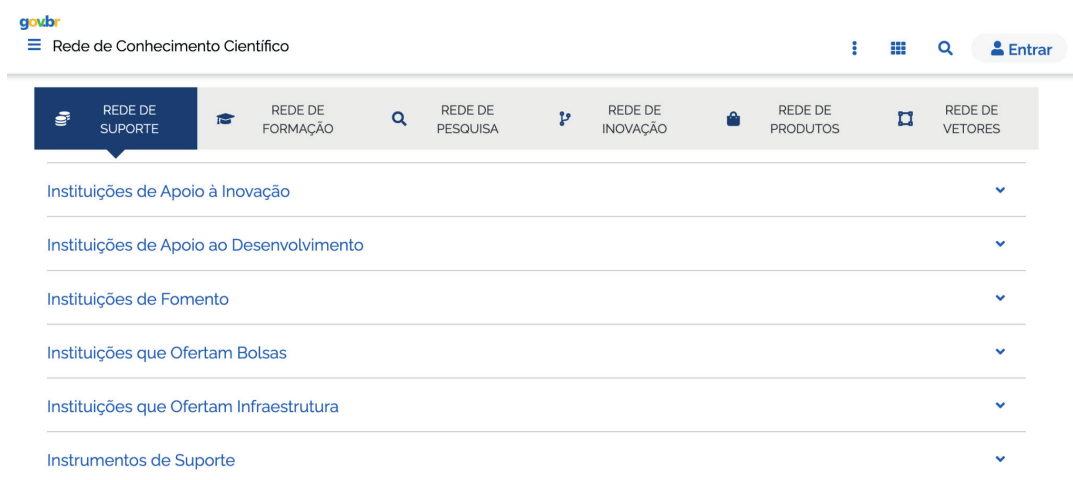 gov.br
Rede de Conhecimento Científico
Entrar
REDE DE
SUPORTE
REDE DE
FORMAÇÃO
REDE DE
PESQUISA
REDE DE
INOVAÇÃO
REDE DE
PRODUTOS
REDE DE
VETORES
Instituições de Apoio à Inovação
Instituições de Apoio ao Desenvolvimento
Instituições de Fomento
Instituições que Ofertam Bolsas
Instituições que Ofertam Infraestrutura
Instrumentos de Suporte